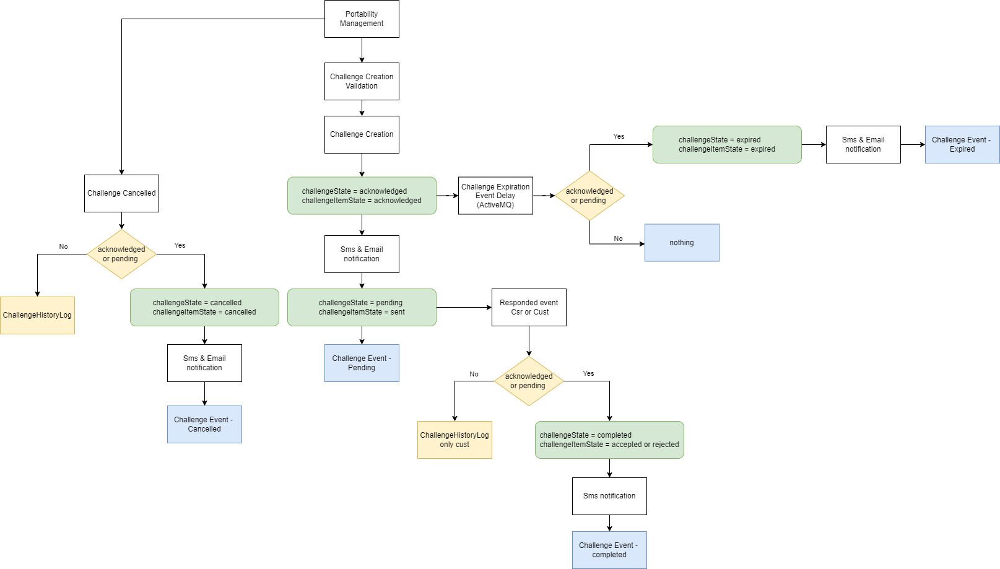 Portability
Management
Challenge Creation
Validation
Challenge Creation
Yes
challengeState = expired
challengeItemState = expired
Sms & Email
notification
Challenge Event -
Expired
Challenge Cancelled
challengeState = acknowledged
challengeItemState = acknowledged
Challenge Expiration
Event Delay
(ActiveMQ)
acknowledged
or pending
No
nothing
No
acknowledged
or pending
Yes
Sms & Email
notification
ChallengeHistoryLog
challengeState = cancelled
challengeItemState = cancelled
challengeState = pending
challengeItemState = sent
Responded event
Csr or Cust
Sms & Email
notification
Challenge Event -
Pending
No
acknowledged
or pending
Yes
Challenge Event -
Cancelled
ChallengeHistoryLog
only cust
challengeState = completed
challengeItemState = accepted or rejected
Sms notification
Challenge Event -
completed